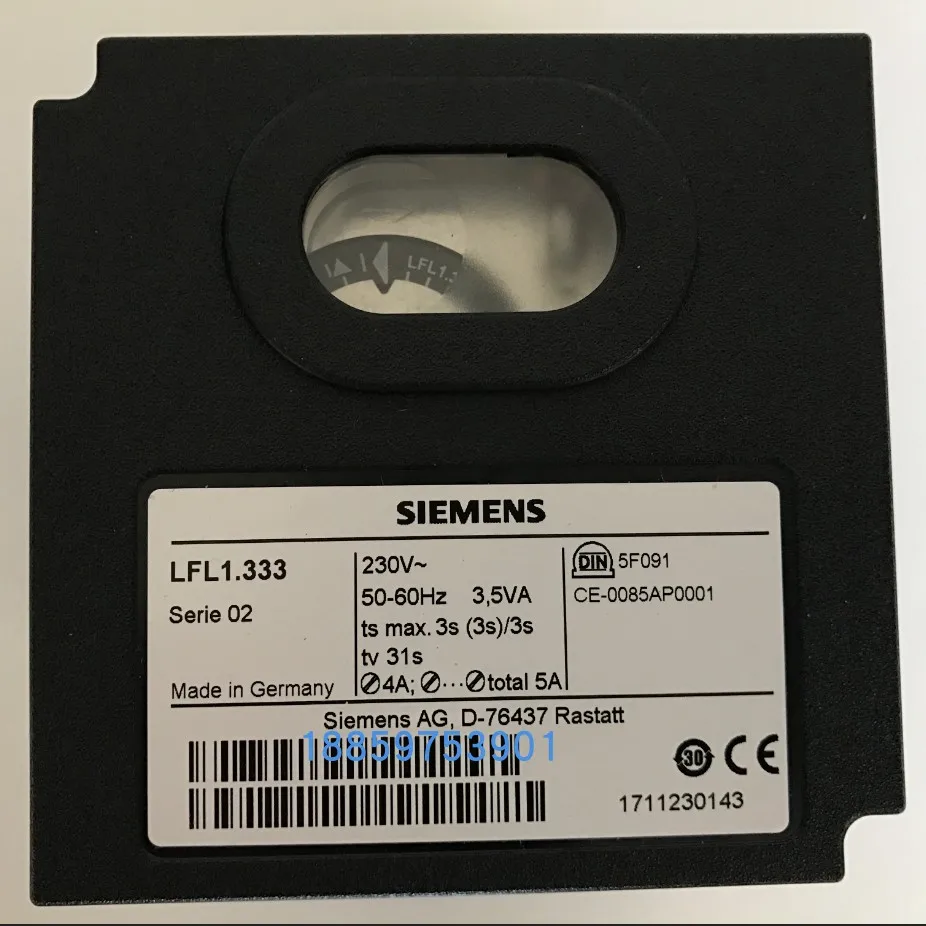 LFL1.3
SIEMENS
LFL1.333
Serie 02
Made in Germany
230V~
50-60Hz 3,5VA
ts max. 3s (3s)/3s
tv 31s
⊘4A; ⊘···⊘total 5A
DIN 5F091
CE-0085AP0001
Siemens AG, D-76437 Rastatt
18859753901
30 CE
1711230143